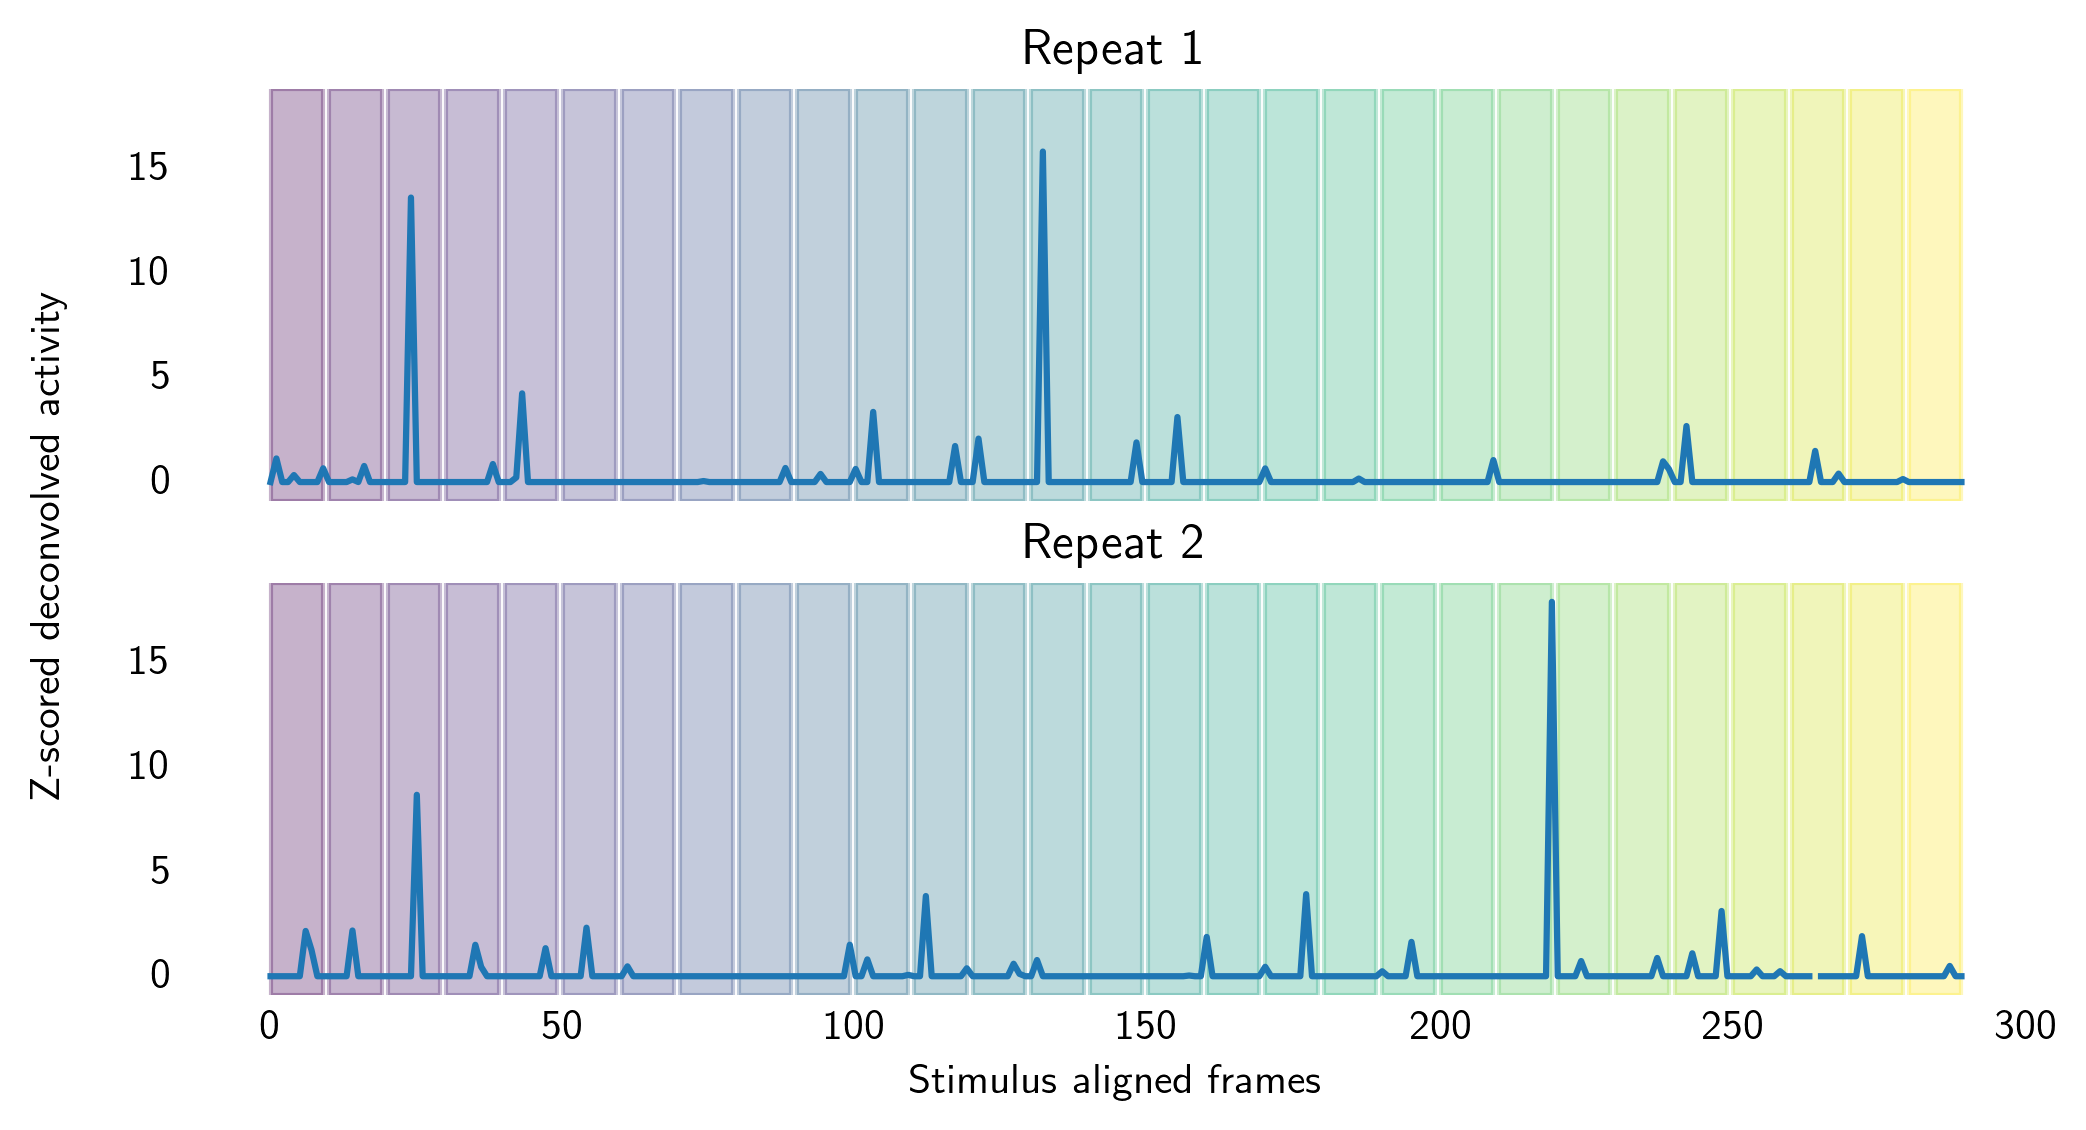 Repeat 1
15
10
5
0
Z-scored deconvolved activity
Repeat 2
15
10
5
0
0 50 100 150 200 250 300
Stimulus aligned frames